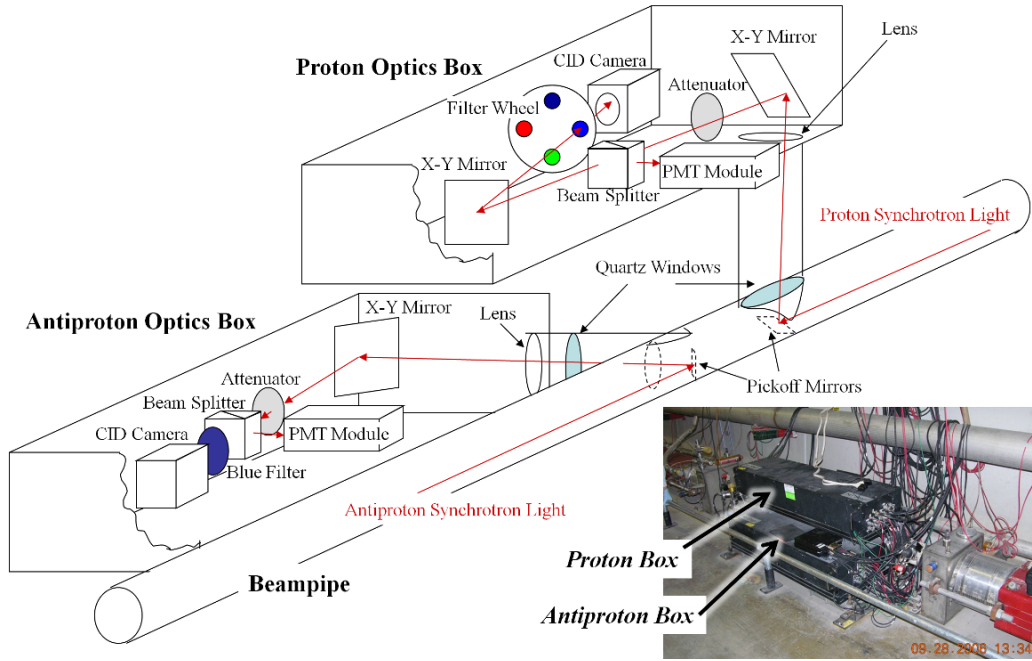 Proton Optics Box
CID Camera
X-Y Mirror
Lens
Attenuator
Filter Wheel
X-Y Mirror
Beam Splitter
PMT Module
Proton Synchrotron Light
Quartz Windows
Antiproton Optics Box
X-Y Mirror
Lens
Attenuator
Beam Splitter
CID Camera
PMT Module
Blue Filter
Pickoff Mirrors
Antiproton Synchrotron Light
Beampipe
Proton Box
Antiproton Box
09.28.2006 13:34